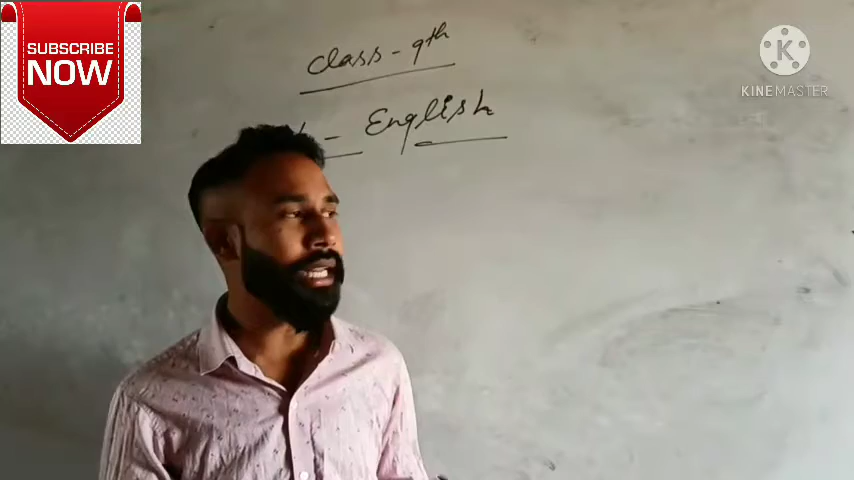 SUBSCRIBE
NOW
class - 9th
- English
KINEMASTER